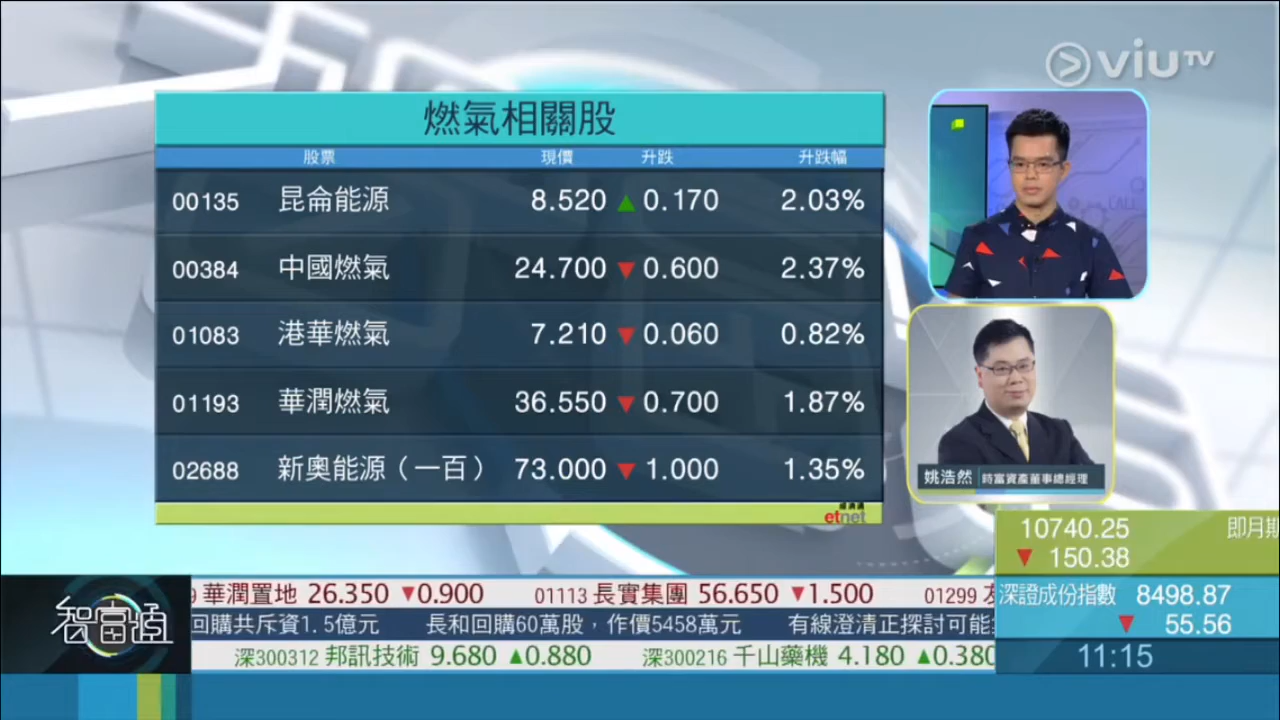 viuTV
燃氣相關股
股票 現價 升跌 升跌幅
00135 昆侖能源 8.520 ▲ 0.170 2.03%
00384 中國燃氣 24.700 ▼ 0.600 2.37%
01083 港華燃氣 7.210 ▼ 0.060 0.82%
01193 華潤燃氣 36.550 ▼ 0.700 1.87%
02688 新奧能源（一百） 73.000 ▼ 1.000 1.35%
經濟通
etnet
姚浩然 時富資產董事總經理
10740.25 即月期
▼ 150.38
深證成份指數 8498.87
▼ 55.56
11:15
智富通
華潤置地 26.350 ▼0.900 01113 長實集團 56.650 ▼1.500 01299
回購共斥資1.5億元 長和回購60萬股，作價5458萬元 有線澄清正探討可能
深300312 邦訊技術 9.680 ▲0.880 深300216 千山藥機 4.180 ▲0.380